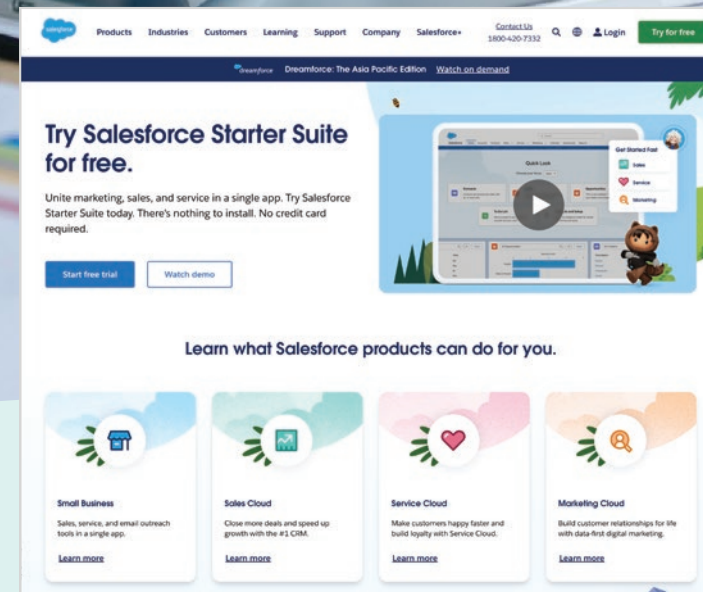 salesforce
Products Industries Customers Learning Support Company Salesforce+
Contact Us
1800-420-7332
Login
Try for free
dreamforce Dreamforce: The Asia Pacific Edition Watch on demand
Try Salesforce Starter Suite
for free.
Unite marketing, sales, and service in a single app. Try Salesforce
Starter Suite today. There's nothing to install. No credit card
required.
Start free trial
Watch demo
Quick Look
Get Started Fast
Sales
Service
Marketing
Learn what Salesforce products can do for you.
Small Business
Sales, service, and email outreach
tools in a single app.
Learn more
Sales Cloud
Close more deals and speed up
growth with the #1 CRM.
Learn more
Service Cloud
Make customers happy faster and
build loyalty with Service Cloud.
Learn more
Marketing Cloud
Build customer relationships for life
with data-first digital marketing.
Learn more